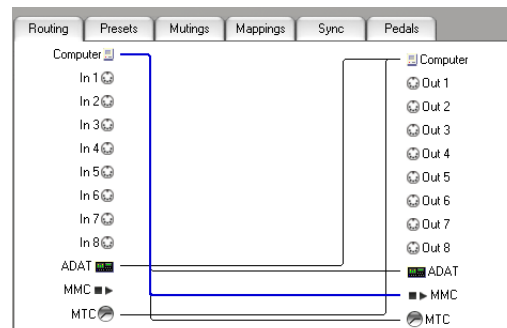 Routing Presets Mutings Mappings Sync Pedals
Computer Computer
In 1 Out 1
In 2 Out 2
In 3 Out 3
In 4 Out 4
In 5 Out 5
In 6 Out 6
In 7 Out 7
In 8 Out 8
ADAT ADAT
MMC MMC
MTC MTC